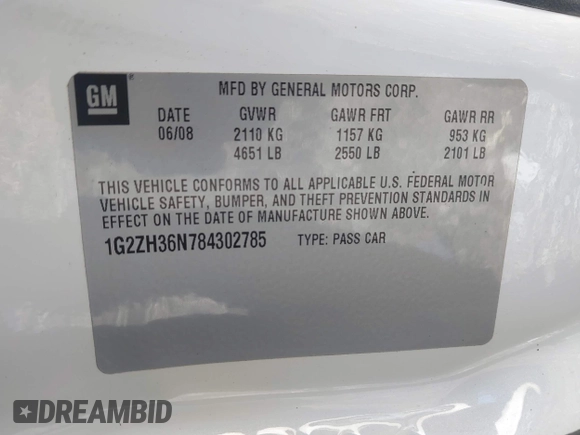 GM
MFD BY GENERAL MOTORS CORP.
DATE GVWR GAWR FRT GAWR RR
06/08 2110 KG 1157 KG 953 KG
4651 LB 2550 LB 2101 LB
THIS VEHICLE CONFORMS TO ALL APPLICABLE U.S. FEDERAL MOTOR
VEHICLE SAFETY, BUMPER, AND THEFT PREVENTION STANDARDS IN
EFFECT ON THE DATE OF MANUFACTURE SHOWN ABOVE.
1G2ZH36N784302785 TYPE: PASS CAR
DREAMBID